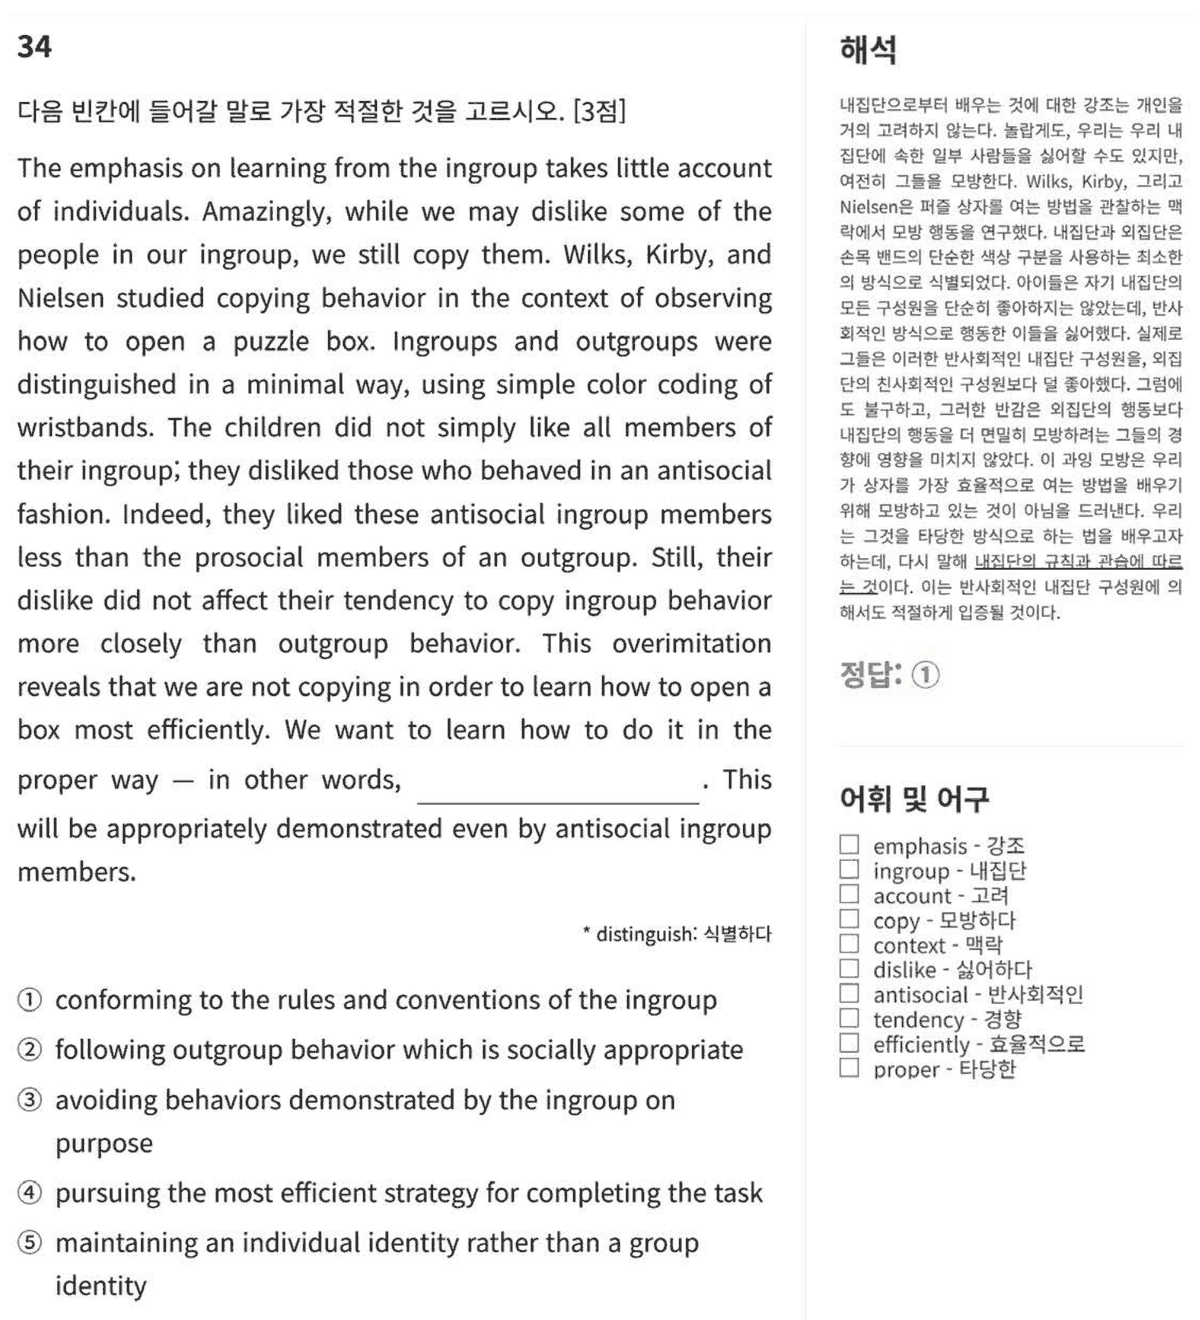 34
다음 빈칸에 들어갈 말로 가장 적절한 것을 고르시오. [3점]
The emphasis on learning from the ingroup takes little account
of individuals. Amazingly, while we may dislike some of the
people in our ingroup, we still copy them. Wilks, Kirby, and
Nielsen studied copying behavior in the context of observing
how to open a puzzle box. Ingroups and outgroups were
distinguished in a minimal way, using simple color coding of
wristbands. The children did not simply like all members of
their ingroup; they disliked those who behaved in an antisocial
fashion. Indeed, they liked these antisocial ingroup members
less than the prosocial members of an outgroup. Still, their
dislike did not affect their tendency to copy ingroup behavior
more closely than outgroup behavior. This overimitation
reveals that we are not copying in order to learn how to open a
box most efficiently. We want to learn how to do it in the
proper way — in other words, ____________________. This
will be appropriately demonstrated even by antisocial ingroup
members.
* distinguish: 식별하다
① conforming to the rules and conventions of the ingroup
② following outgroup behavior which is socially appropriate
③ avoiding behaviors demonstrated by the ingroup on
purpose
④ pursuing the most efficient strategy for completing the task
⑤ maintaining an individual identity rather than a group
identity
해석
내집단으로부터 배우는 것에 대한 강조는 개인을
거의 고려하지 않는다. 놀랍게도, 우리는 우리 내
집단에 속한 일부 사람들을 싫어할 수도 있지만,
여전히 그들을 모방한다. Wilks, Kirby, 그리고
Nielsen은 퍼즐 상자를 여는 방법을 관찰하는 맥
락에서 모방 행동을 연구했다. 내집단과 외집단은
손목 밴드의 단순한 색상 구분을 사용하는 최소한
의 방식으로 식별되었다. 아이들은 자기 내집단의
모든 구성원을 단순히 좋아하지는 않았는데, 반사
회적인 방식으로 행동한 이들을 싫어했다. 실제로
그들은 이러한 반사회적인 내집단 구성원을, 외집
단의 친사회적인 구성원보다 덜 좋아했다. 그럼에
도 불구하고, 그러한 반감은 외집단의 행동보다
내집단의 행동을 더 면밀히 모방하려는 그들의 경
향에 영향을 미치지 않았다. 이 과잉 모방은 우리
가 상자를 가장 효율적으로 여는 방법을 배우기
위해 모방하고 있는 것이 아님을 드러낸다. 우리
는 그것을 타당한 방식으로 하는 법을 배우고자
하는데, 다시 말해 내집단의 규칙과 관습에 따르
는 것이다. 이는 반사회적인 내집단 구성원에 의
해서도 적절하게 입증될 것이다.
정답: ①
어휘 및 어구
□ emphasis - 강조
□ ingroup - 내집단
□ account - 고려
□ copy - 모방하다
□ context - 맥락
□ dislike - 싫어하다
□ antisocial - 반사회적인
□ tendency - 경향
□ efficiently - 효율적으로
□ proper - 타당한